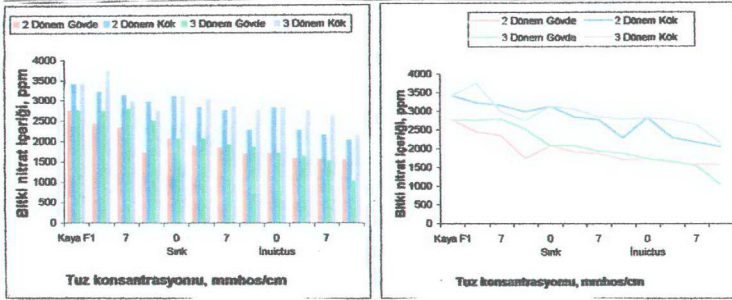 2 Dönem Gövde 2 Dönem Kök 3 Dönem Gövde 3 Dönem Kök
Bitki nitrat içeriği, ppm
4000
3500
3000
2500
2000
1500
1000
500
0
Kaya F1 7 0 7 0 7
Sırık İnuictus
Tuz konsantrasyonu, mmhos/cm
2 Dönem Gövde 2 Dönem Kök
3 Dönem Gövde 3 Dönem Kök
Bitki nitrat içeriği, ppm
4000
3500
3000
2500
2000
1500
1000
500
0
Kaya F1 7 0 7 0 7
Sırık İnuictus
Tuz konsantrasyonu, mmhos/cm